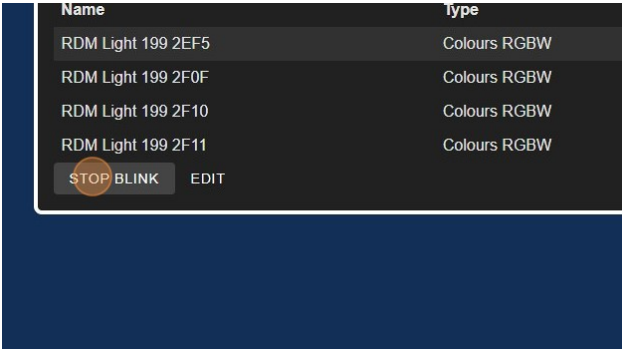 Name Type
RDM Light 199 2EF5 Colours RGBW
RDM Light 199 2F0F Colours RGBW
RDM Light 199 2F10 Colours RGBW
RDM Light 199 2F11 Colours RGBW
STOP BLINK EDIT